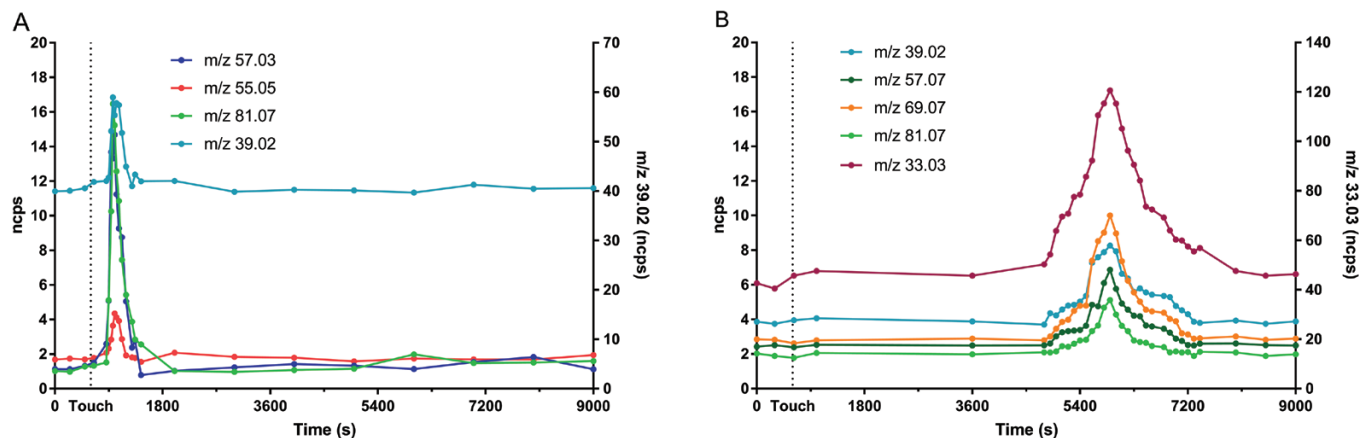 A
20
18
16
14
12
10
8
6
4
2
0
ncps
m/z 57.03
m/z 55.05
m/z 81.07
m/z 39.02
70
60
50
40
30
20
10
0
m/z 39.02 (ncps)
0 Touch 1800 3600 5400 7200 9000
Time (s)
B
20
18
16
14
12
10
8
6
4
2
0
ncps
m/z 39.02
m/z 57.07
m/z 69.07
m/z 81.07
m/z 33.03
140
120
100
80
60
40
20
0
m/z 33.03 (ncps)
0 Touch 1800 3600 5400 7200 9000
Time (s)